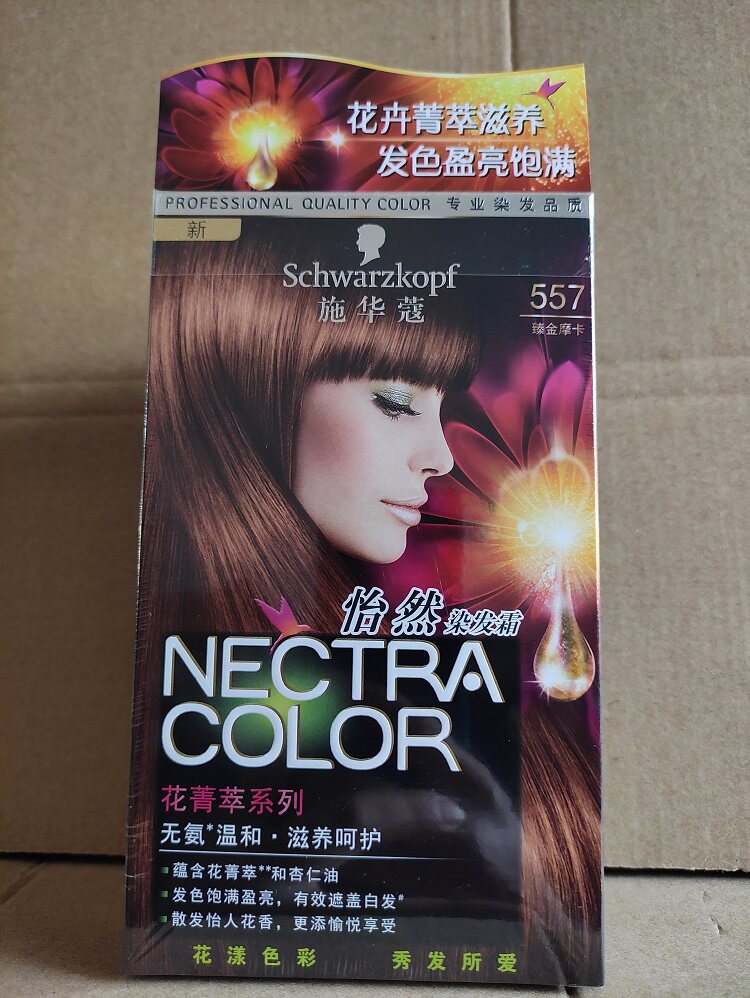 花卉菁萃滋养
发色盈亮饱满
PROFESSIONAL QUALITY COLOR 专业染发品质
新
Schwarzkopf
施华蔻
557
臻金摩卡
怡然染发霜
NECTRA
COLOR
花菁萃系列
无氨*温和·滋养呵护
蕴含花菁萃**和杏仁油
发色饱满盈亮，有效遮盖白发#
散发怡人花香，更添愉悦享受
花漾色彩 秀发所爱